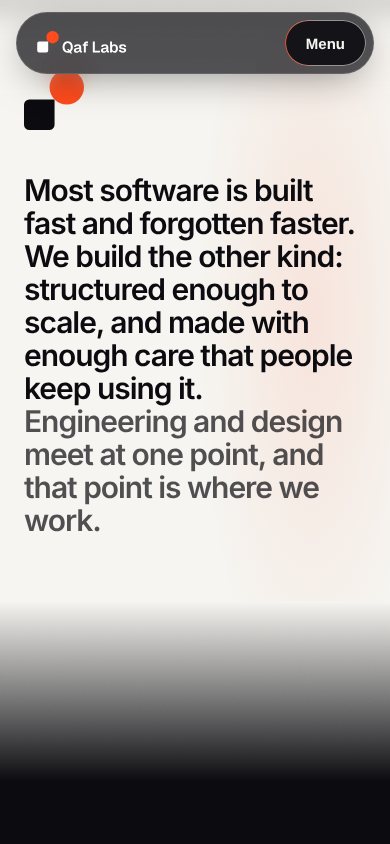 Qaf Labs
Menu
Most software is built
fast and forgotten faster.
We build the other kind:
structured enough to
scale, and made with
enough care that people
keep using it.
Engineering and design
meet at one point, and
that point is where we
work.